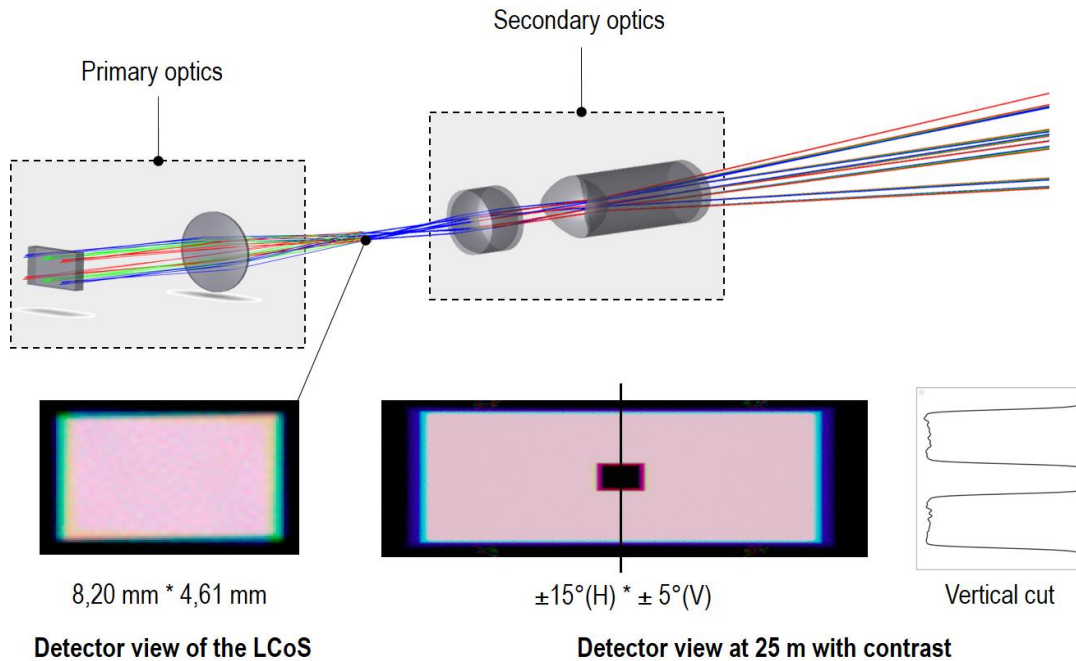 Secondary optics
Primary optics
8,20 mm * 4,61 mm
±15°(H) * ± 5°(V)
Vertical cut
Detector view of the LCoS
Detector view at 25 m with contrast